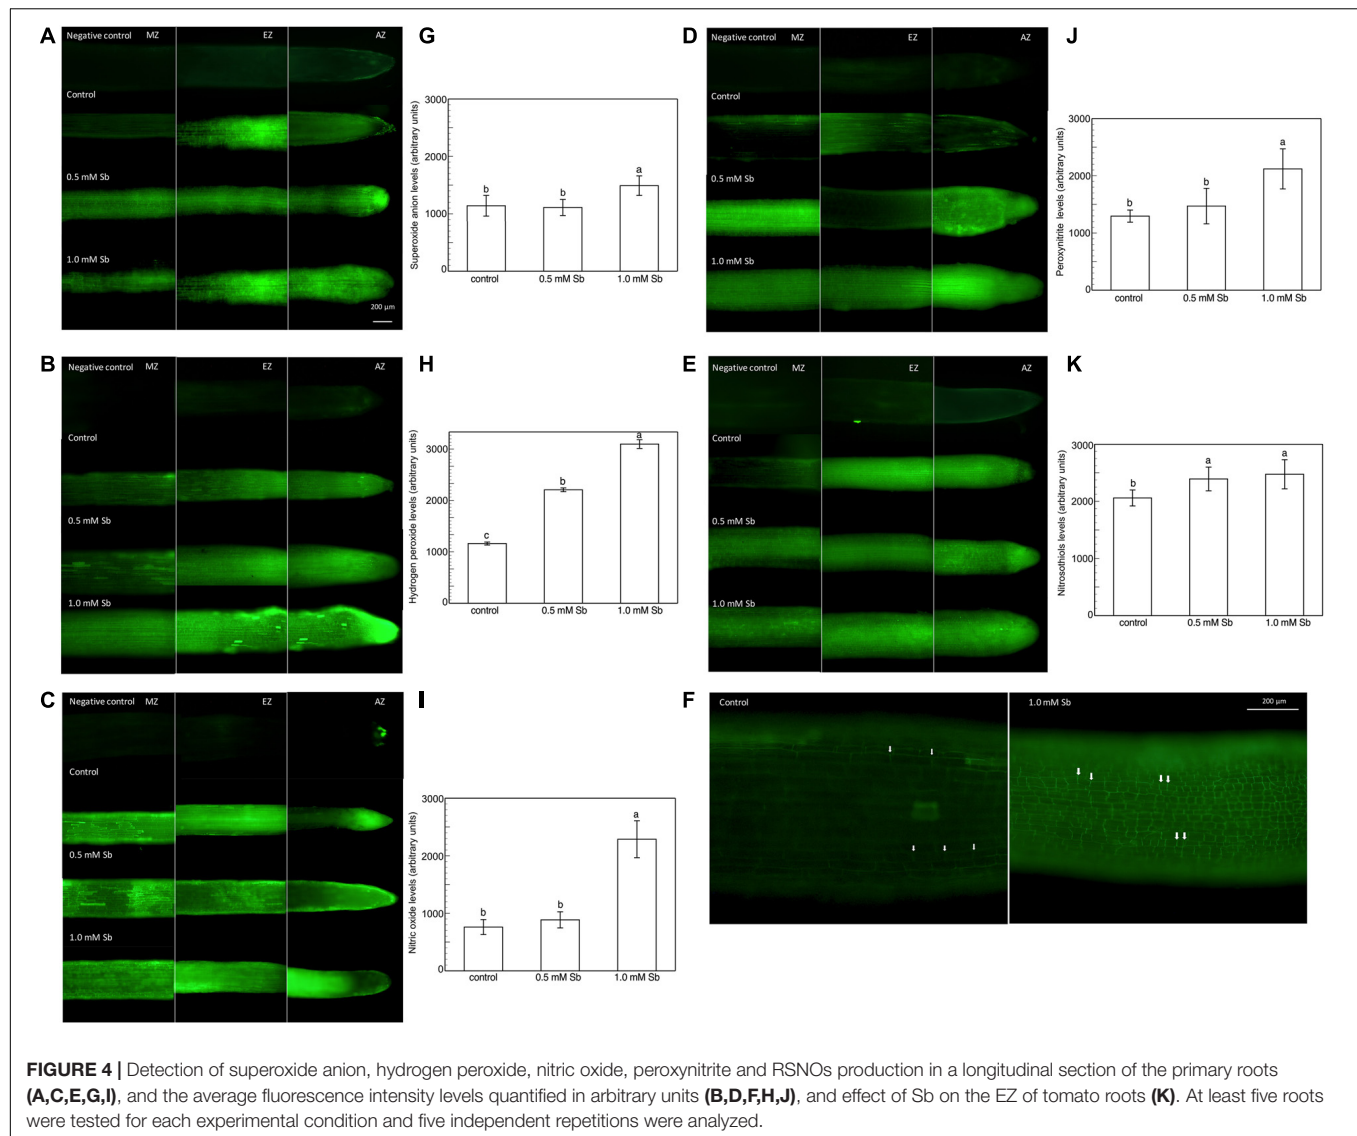 A
Negative control MZ EZ AZ
Control
0.5 mM Sb
1.0 mM Sb
200 µm
G
Superoxide anion levels (arbitrary units)
3000
2000
1000
0
b b a
control 0.5 mM Sb 1.0 mM Sb
D
Negative control MZ EZ AZ
Control
0.5 mM Sb
1.0 mM Sb
J
Peroxynitrite levels (arbitrary units)
3000
2000
1000
0
b b a
control 0.5 mM Sb 1.0 mM Sb
B
Negative control MZ EZ AZ
Control
0.5 mM Sb
1.0 mM Sb
H
Hydrogen peroxide levels (arbitrary units)
3000
2000
1000
0
c b a
control 0.5 mM Sb 1.0 mM Sb
E
Negative control MZ EZ AZ
Control
0.5 mM Sb
1.0 mM Sb
K
Nitrosothiols levels (arbitrary units)
3000
2000
1000
0
b a a
control 0.5 mM Sb 1.0 mM Sb
C
Negative control MZ EZ AZ
Control
0.5 mM Sb
1.0 mM Sb
I
Nitric oxide levels (arbitrary units)
3000
2000
1000
0
b b a
control 0.5 mM Sb 1.0 mM Sb
F
Control 1.0 mM Sb 200 µm
FIGURE 4 | Detection of superoxide anion, hydrogen peroxide, nitric oxide, peroxynitrite and RSNOs production in a longitudinal section of the primary roots
(A,C,E,G,I), and the average fluorescence intensity levels quantified in arbitrary units (B,D,F,H,J), and effect of Sb on the EZ of tomato roots (K). At least five roots
were tested for each experimental condition and five independent repetitions were analyzed.